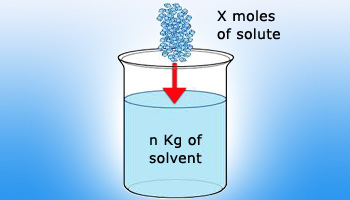 X moles
of solute
n Kg of
solvent